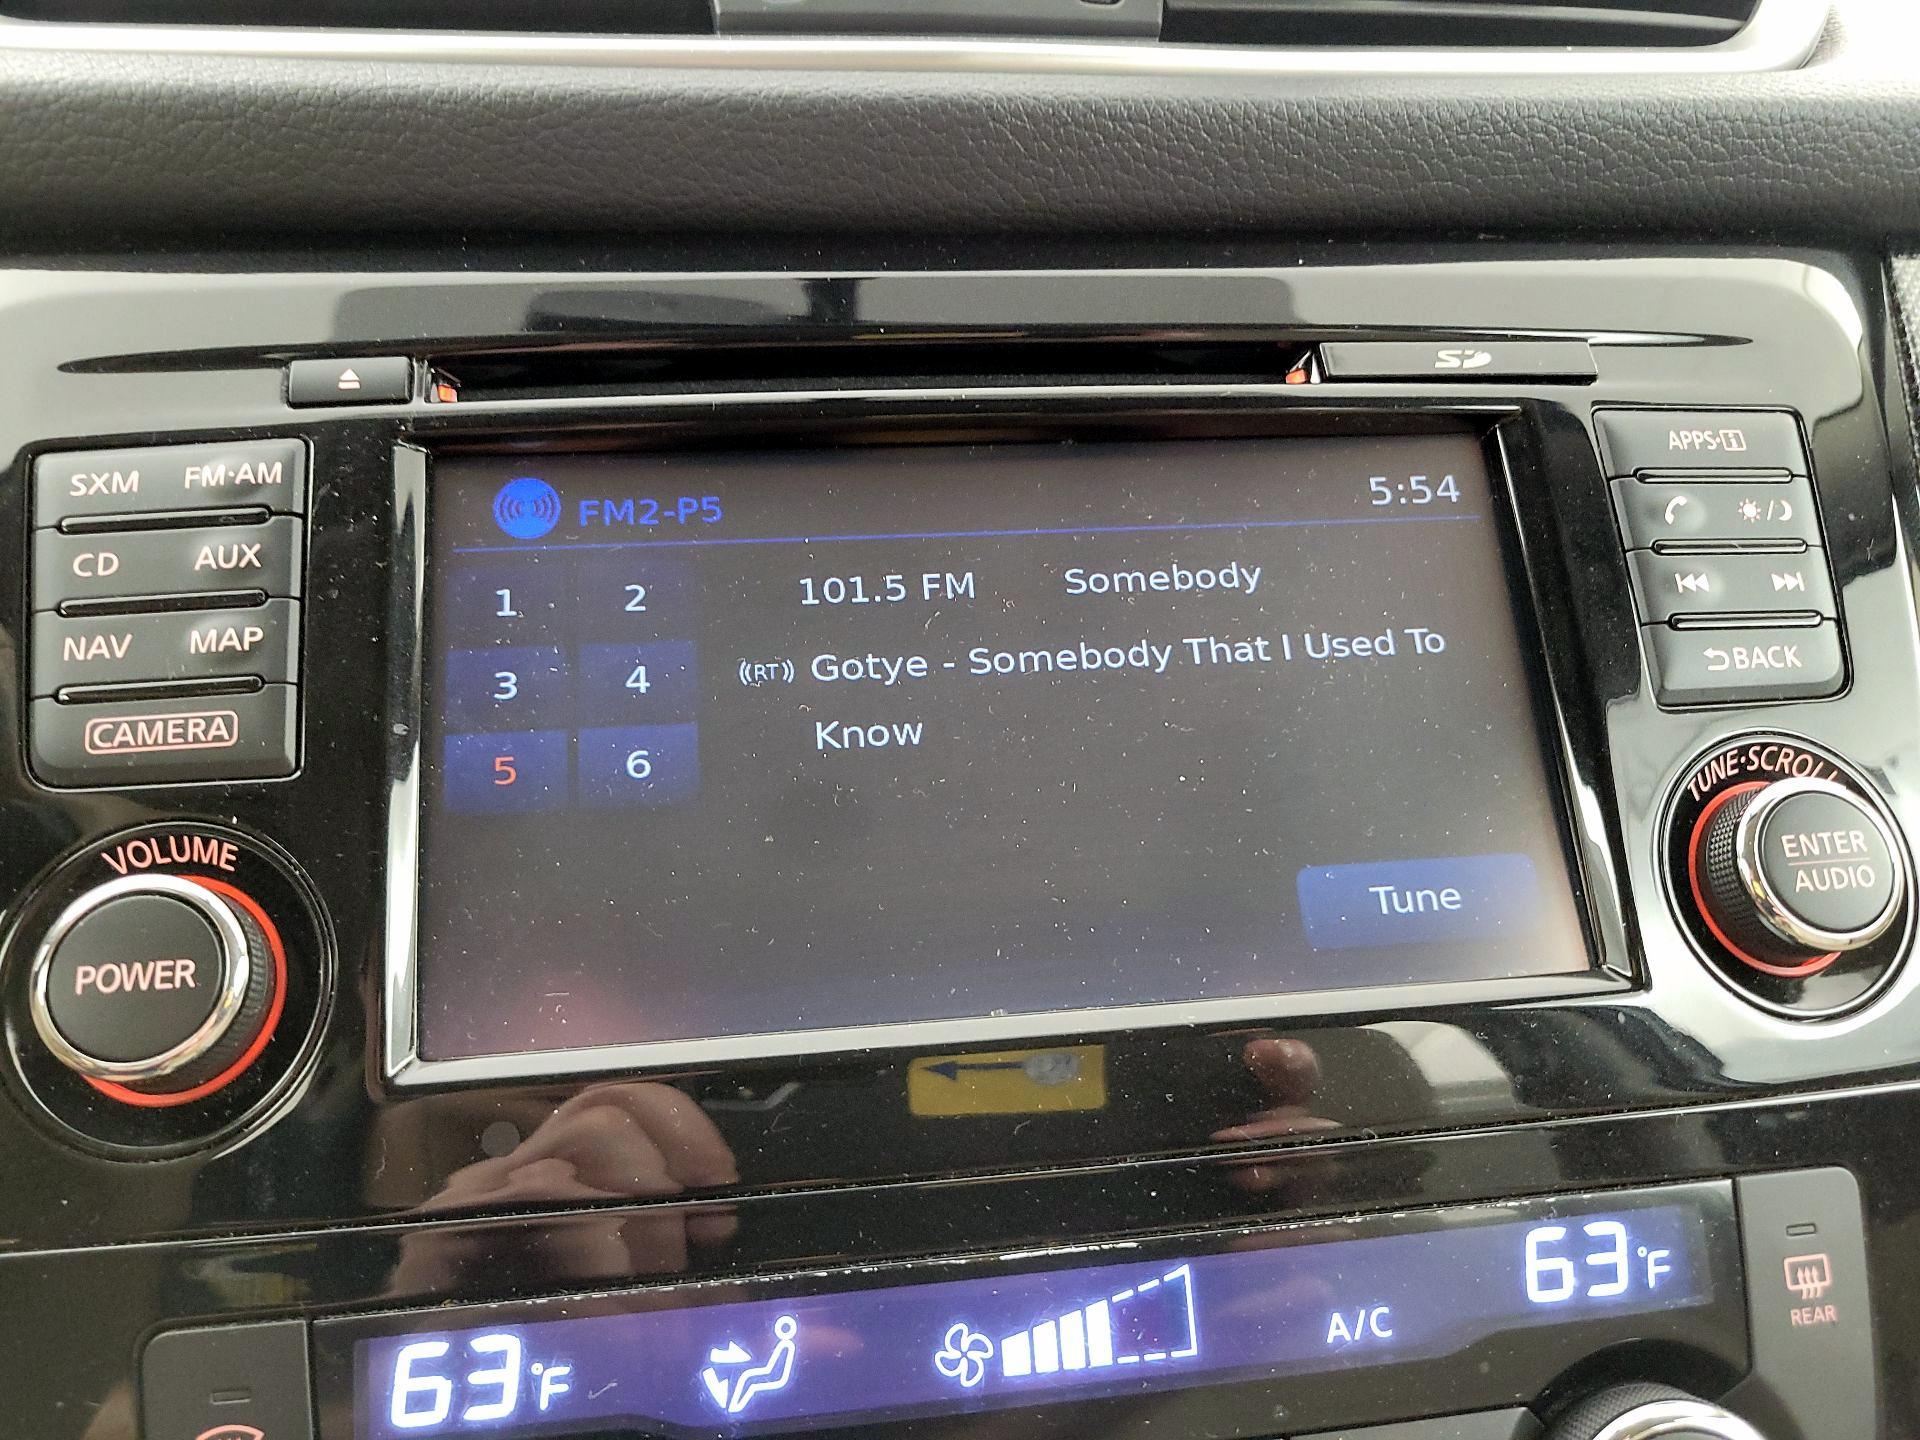 SD
SXM FM·AM
CD AUX
NAV MAP
CAMERA
VOLUME
POWER
FM2-P5 5:54
1 2
3 4
5 6
101.5 FM Somebody
((RT)) Gotye - Somebody That I Used To
Know
Tune
APPS·i
BACK
TUNE·SCROLL
ENTER
AUDIO
63°F A/C 63°F
REAR